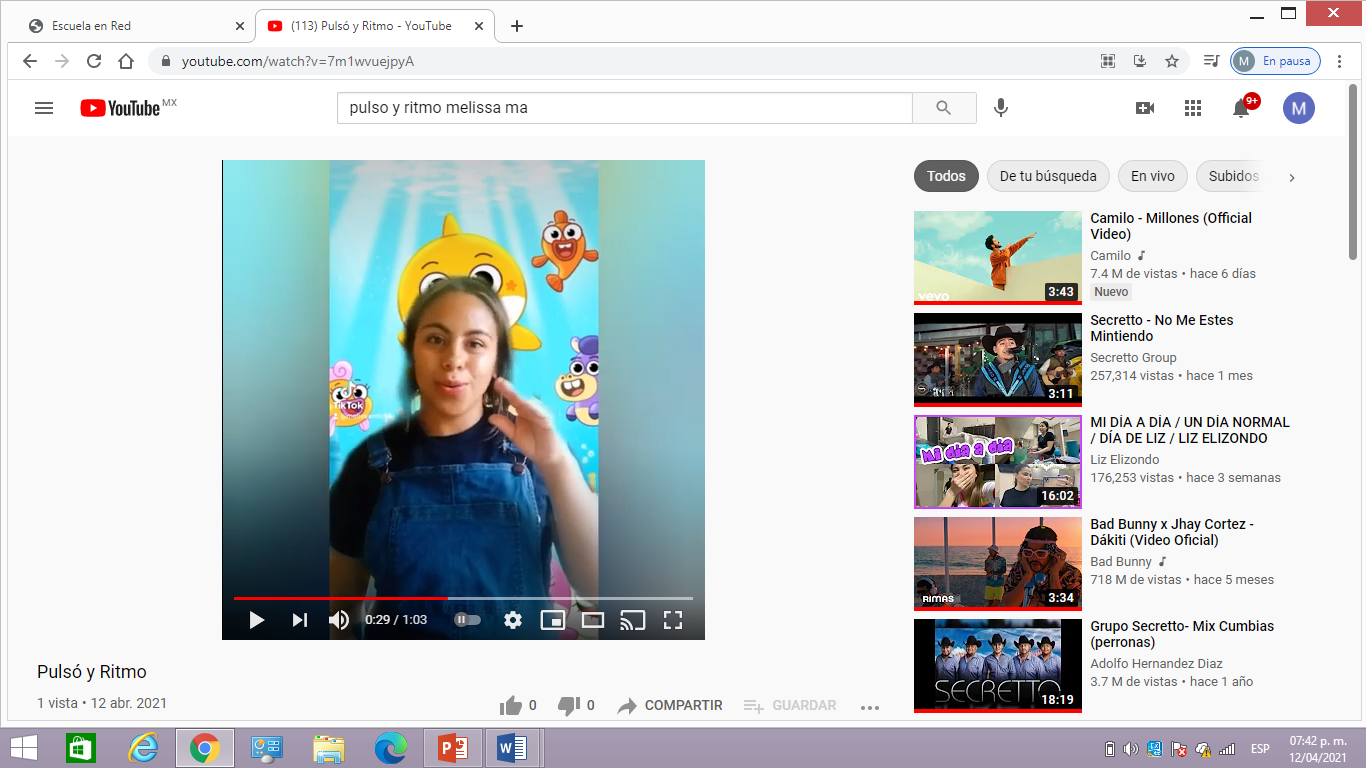 Escuela en Red
(113) Pulsó y Ritmo - YouTube
youtube.com/watch?v=7m1wvuejpyA
M
En pausa
YouTube MX
pulso y ritmo melissa ma
9+
M
TikTok
0:29 / 1:03
Pulsó y Ritmo
1 vista • 12 abr. 2021
0
0
COMPARTIR
GUARDAR
Todos
De tu búsqueda
En vivo
Subidos
vevo
3:43
Camilo - Millones (Official
Video)
Camilo
7.4 M de vistas • hace 6 días
Nuevo
3:11
Secretto - No Me Estes
Mintiendo
Secretto Group
257,314 vistas • hace 1 mes
Mi día a día
16:02
MI DÍA A DÍA / UN DÍA NORMAL
/ DÍA DE LIZ / LIZ ELIZONDO
Liz Elizondo
176,253 vistas • hace 3 semanas
RIMAS
3:34
Bad Bunny x Jhay Cortez -
Dákiti (Video Oficial)
Bad Bunny
718 M de vistas • hace 5 meses
SECRETTO
18:19
Grupo Secretto- Mix Cumbias
(perronas)
Adolfo Hernandez Diaz
3.7 M de vistas • hace 1 año
ESP
07:42 p. m.
12/04/2021